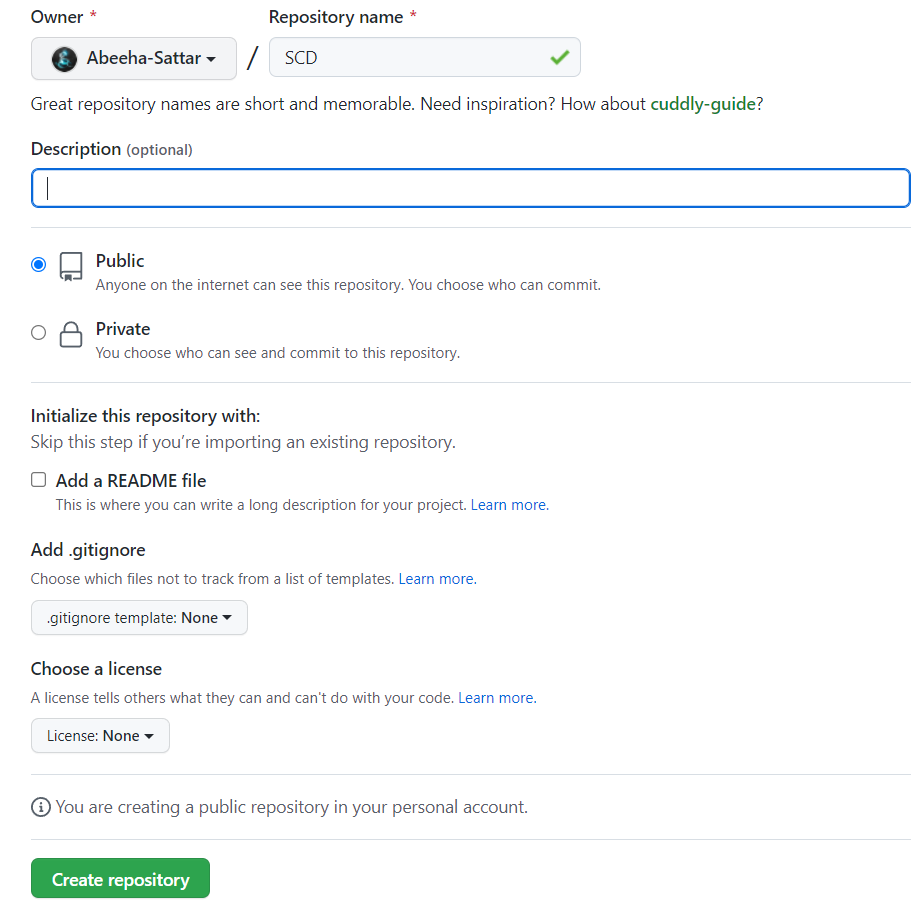 Owner * Repository name *
Abeeha-Sattar / SCD
Great repository names are short and memorable. Need inspiration? How about cuddly-guide?
Description (optional)
Public
Anyone on the internet can see this repository. You choose who can commit.
Private
You choose who can see and commit to this repository.
Initialize this repository with:
Skip this step if you’re importing an existing repository.
Add a README file
This is where you can write a long description for your project. Learn more.
Add .gitignore
Choose which files not to track from a list of templates. Learn more.
.gitignore template: None
Choose a license
A license tells others what they can and can't do with your code. Learn more.
License: None
You are creating a public repository in your personal account.
Create repository